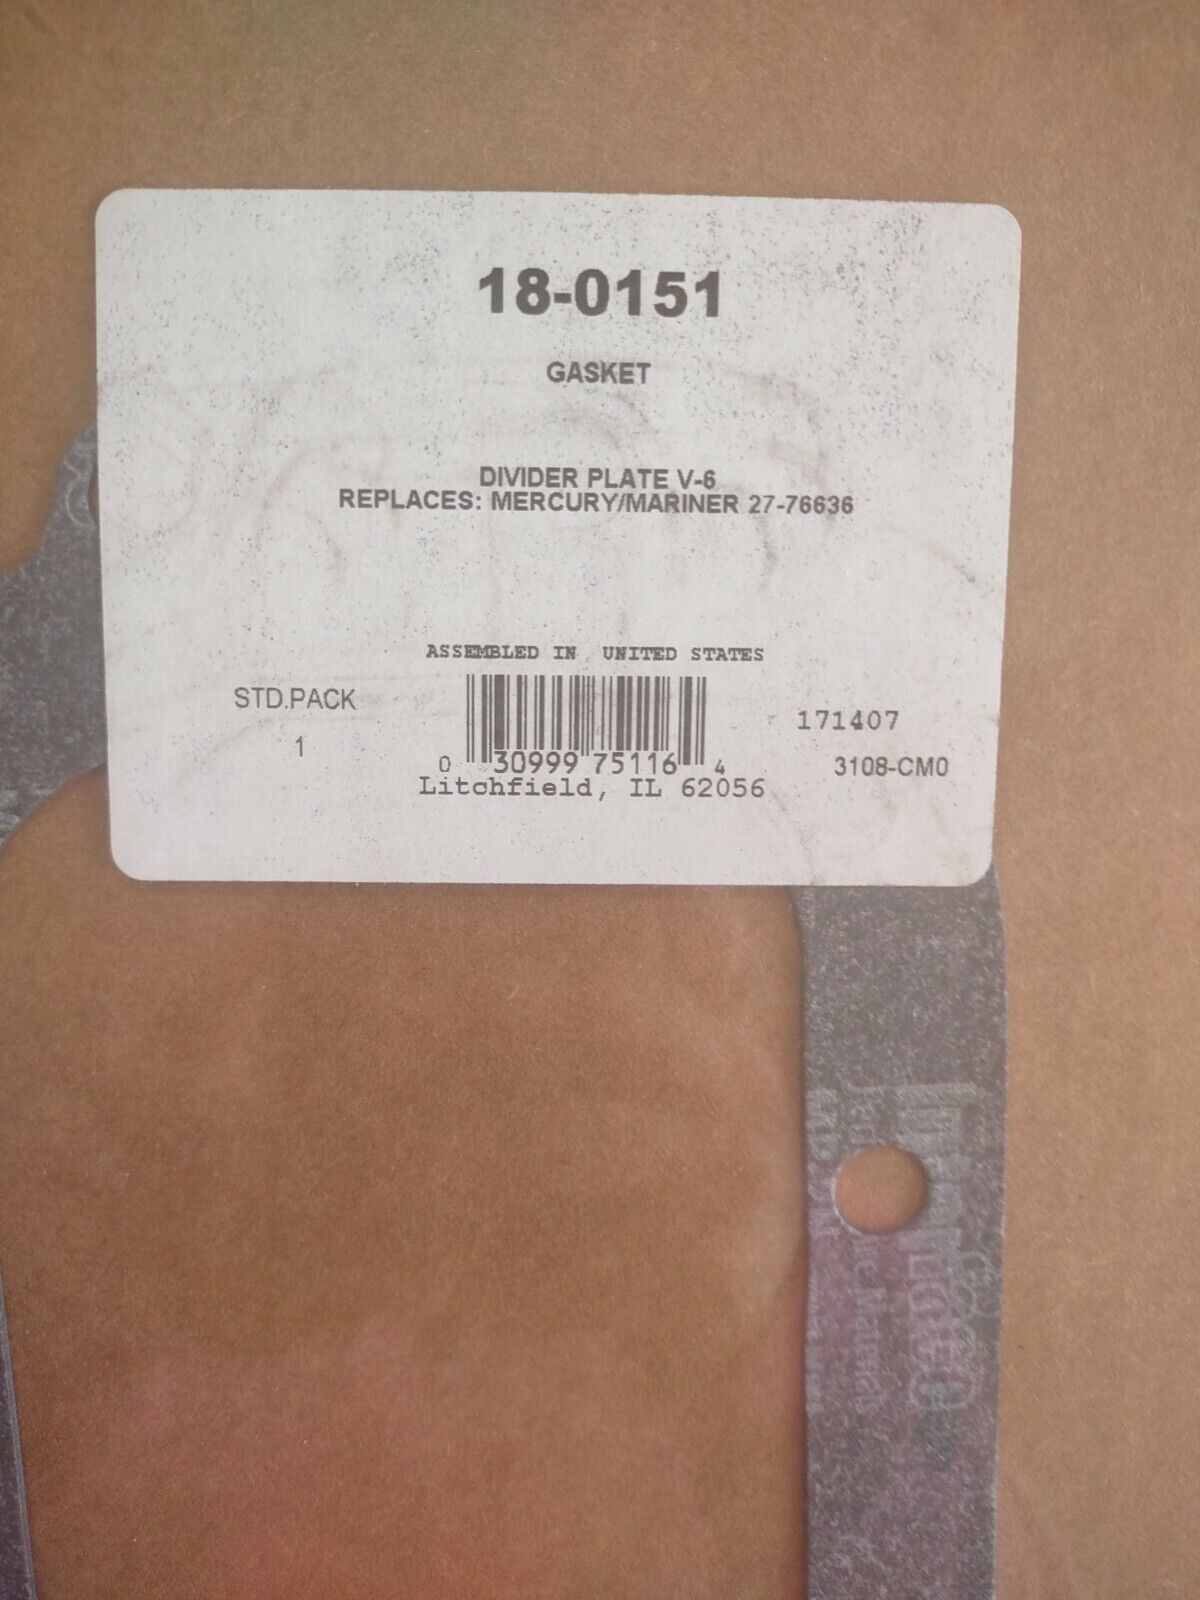 18-0151
GASKET
DIVIDER PLATE V-6
REPLACES: MERCURY/MARINER 27-76636
ASSEMBLED IN UNITED STATES
STD.PACK
1
0 30999 75116 4
Litchfield, IL 62056
171407
3108-CM0
Materials